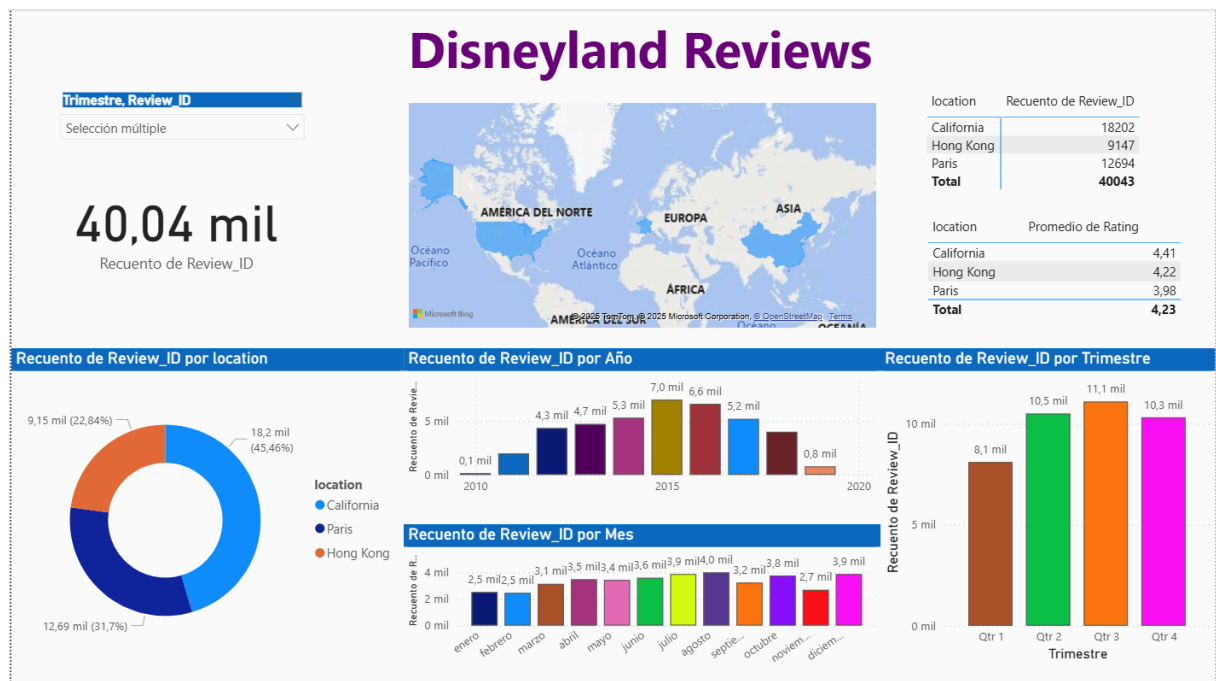 Disneyland Reviews
Trimestre, Review_ID
Selección múltiple
40,04 mil
Recuento de Review_ID
AMÉRICA DEL NORTE
EUROPA
ASIA
Océano
Pacífico
Océano
Atlántico
ÁFRICA
AMÉRICA DEL SUR
Océano
OCEANÍA
Microsoft Bing
© 2025 TomTom, © 2025 Microsoft Corporation, © OpenStreetMap Terms
location Recuento de Review_ID
California 18202
Hong Kong 9147
Paris 12694
Total 40043
location Promedio de Rating
California 4,41
Hong Kong 4,22
Paris 3,98
Total 4,23
Recuento de Review_ID por location
9,15 mil (22,84%)
18,2 mil
(45,46%)
12,69 mil (31,7%)
location
California
Paris
Hong Kong
Recuento de Review_ID por Año
Recuento de Revie...
5 mil
0 mil
0,1 mil
4,3 mil
4,7 mil
5,3 mil
7,0 mil
6,6 mil
5,2 mil
0,8 mil
2010
2015
2020
Recuento de Review_ID por Mes
Recuento de R...
4 mil
2 mil
0 mil
2,5 mil
2,5 mil
3,1 mil
3,5 mil
3,4 mil
3,6 mil
3,9 mil
4,0 mil
3,2 mil
3,8 mil
2,7 mil
3,9 mil
enero
febrero
marzo
abril
mayo
junio
julio
agosto
septie...
octubre
noviem...
diciem...
Recuento de Review_ID por Trimestre
Recuento de Review_ID
10 mil
5 mil
0 mil
8,1 mil
10,5 mil
11,1 mil
10,3 mil
Qtr 1
Qtr 2
Qtr 3
Qtr 4
Trimestre